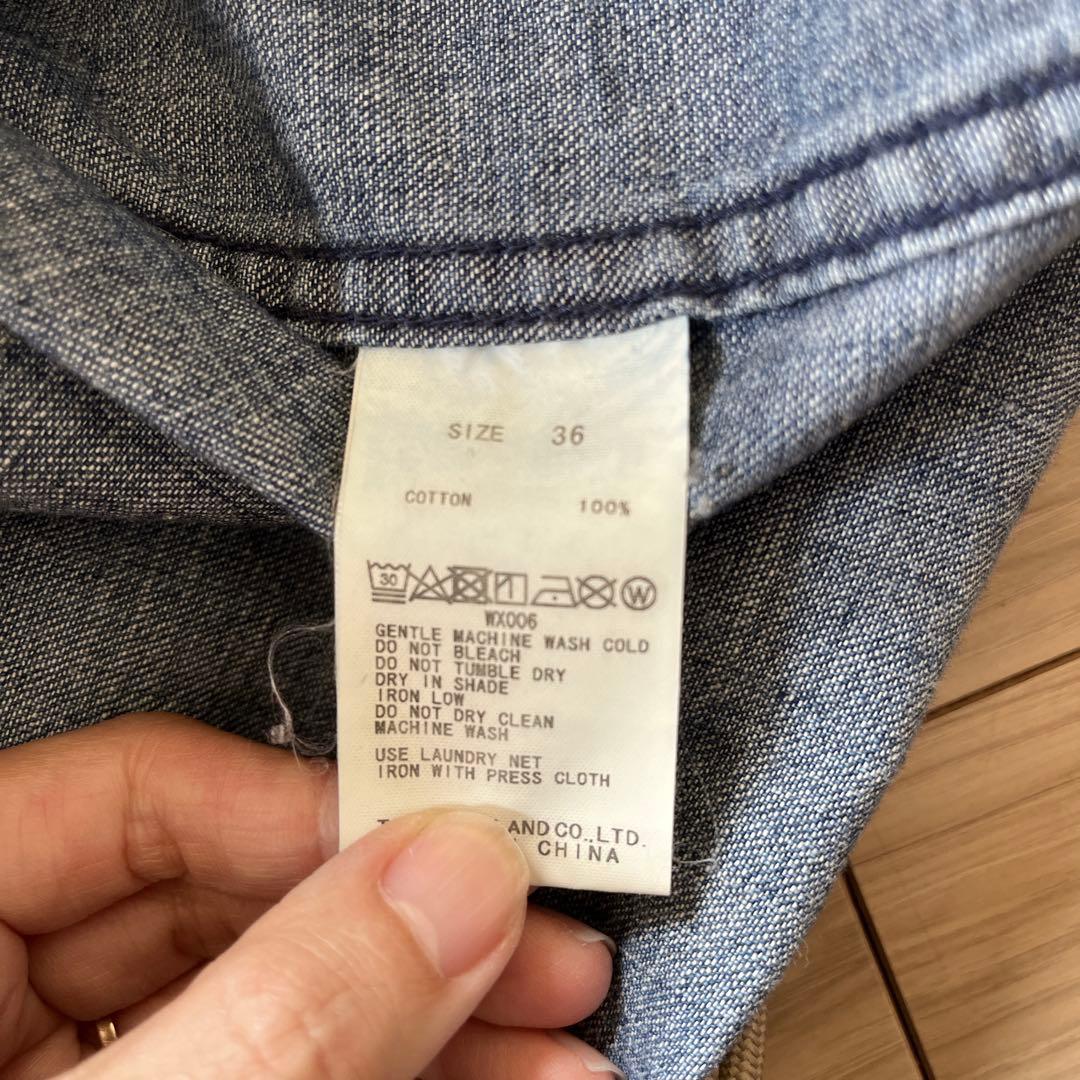 SIZE 36
COTTON 100%
30 W
WX006
GENTLE MACHINE WASH COLD
DO NOT BLEACH
DO NOT TUMBLE DRY
DRY IN SHADE
IRON LOW
DO NOT DRY CLEAN
MACHINE WASH
USE LAUNDRY NET
IRON WITH PRESS CLOTH
AND CO.,LTD.
CHINA